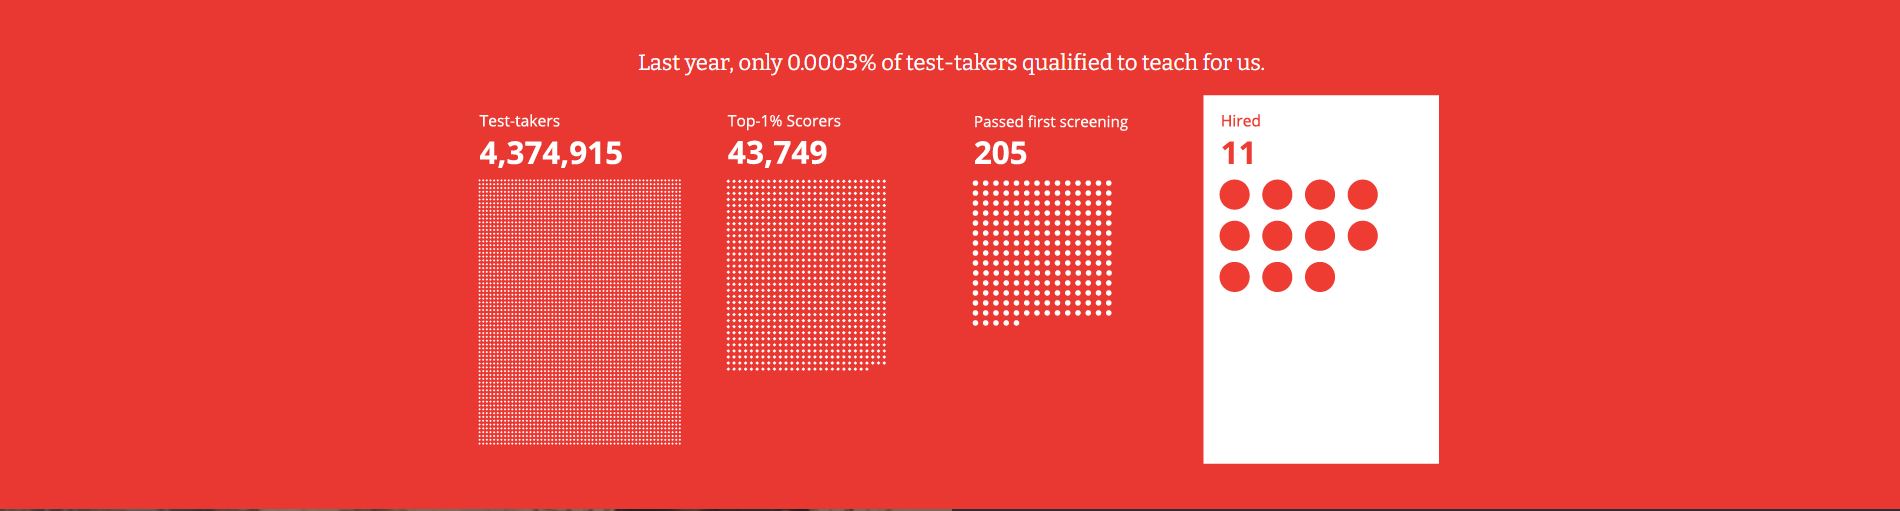 Last year, only 0.0003% of test-takers qualified to teach for us.
Test-takers
4,374,915
Top-1% Scorers
43,749
Passed first screening
205
Hired
11